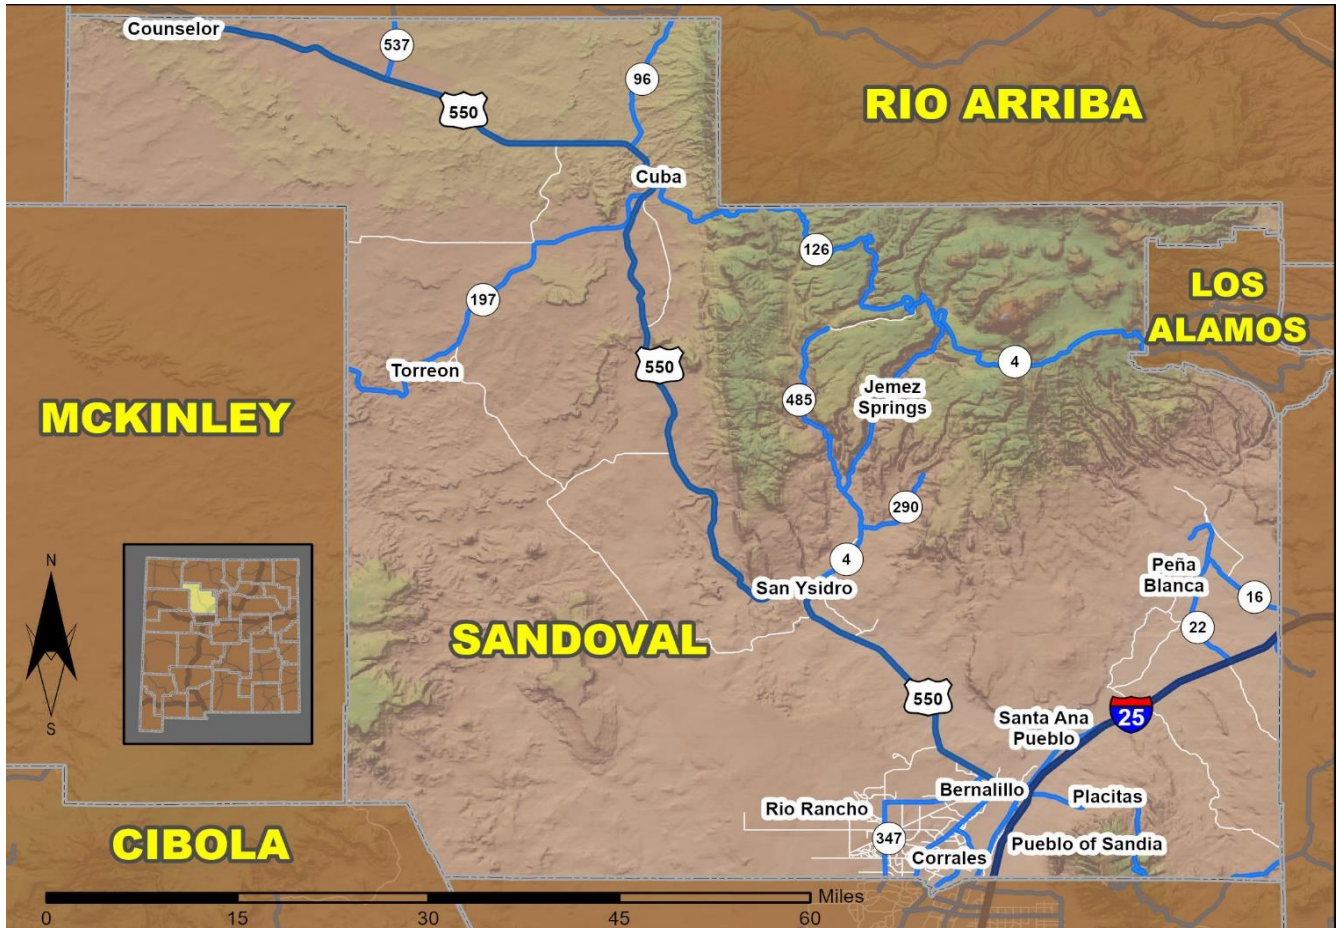 Counselor
537
96
550
RIO ARRIBA
Cuba
126
LOS
ALAMOS
197
550
4
Torreon
485
Jemez
Springs
MCKINLEY
290
N
4
Peña
Blanca
San Ysidro
16
22
SANDOVAL
550
Santa Ana
Pueblo
25
S
Bernalillo
Placitas
Rio Rancho
347
Pueblo of Sandia
Corrales
CIBOLA
Miles
0 15 30 45 60